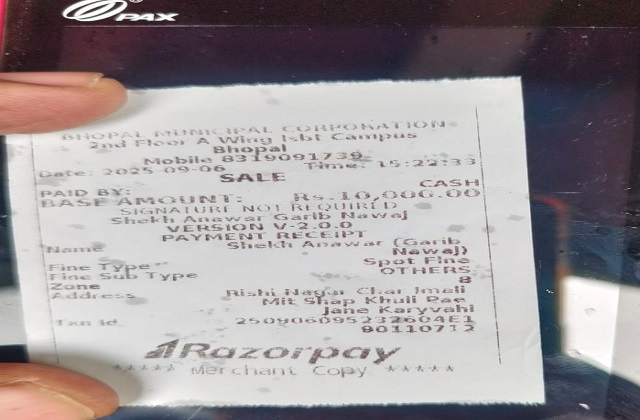 PAX
BHOPAL MUNICIPAL CORPORATION
2nd Floor A Wing Isbt Campus
Bhopal
Mobile 8319091739
Date: 2025-09-06 Time: 15:22:33
SALE
PAID BY: CASH
BASE AMOUNT: Rs.10,000.00
SIGNATURE NOT REQUIRED
Shekh Anawar Garib Nawaj
VERSION V-2.0.0
PAYMENT RECEIPT
Name Shekh Anawar (Garib
Nawaj)
Fine Type Spot Fine
Fine Sub Type OTHERS
Zone 8
Address Rishi Nagar Char Imali
Mit Shap Khuli Pae
Jane Karyvahi
Txn Id 250906095232604E1
90110712
Razorpay
***** Merchant Copy *****